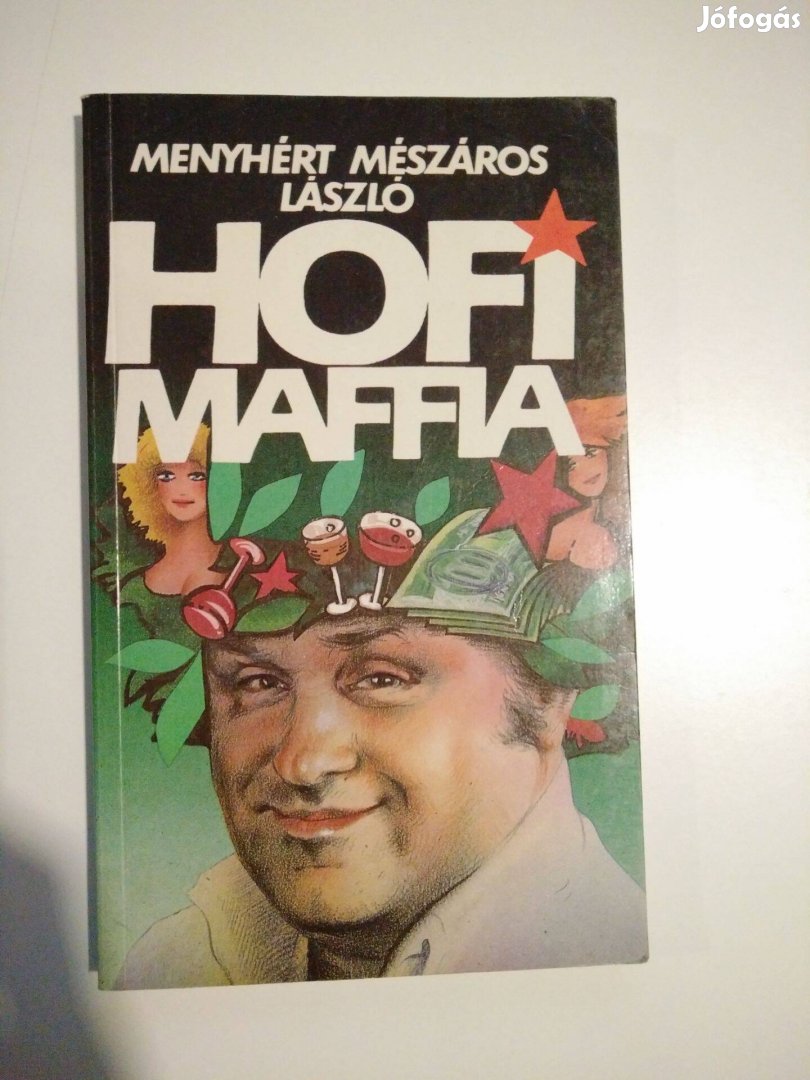 Jófogás
MENYHÉRT MÉSZÁROS
LÁSZLÓ
HOFi
MAFFIA